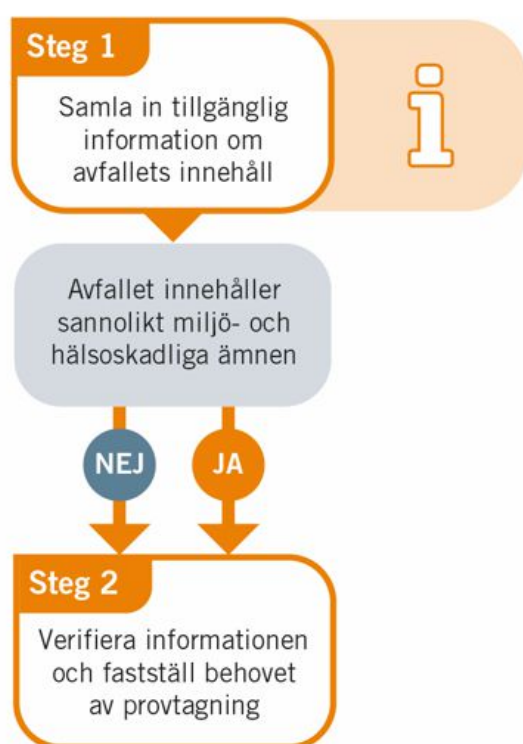 Steg 1
Samla in tillgänglig
information om
avfallets innehåll
i
Avfallet innehåller
sannolikt miljö- och
hälsoskadliga ämnen
NEJ
JA
Steg 2
Verifiera informationen
och fastställ behovet
av provtagning